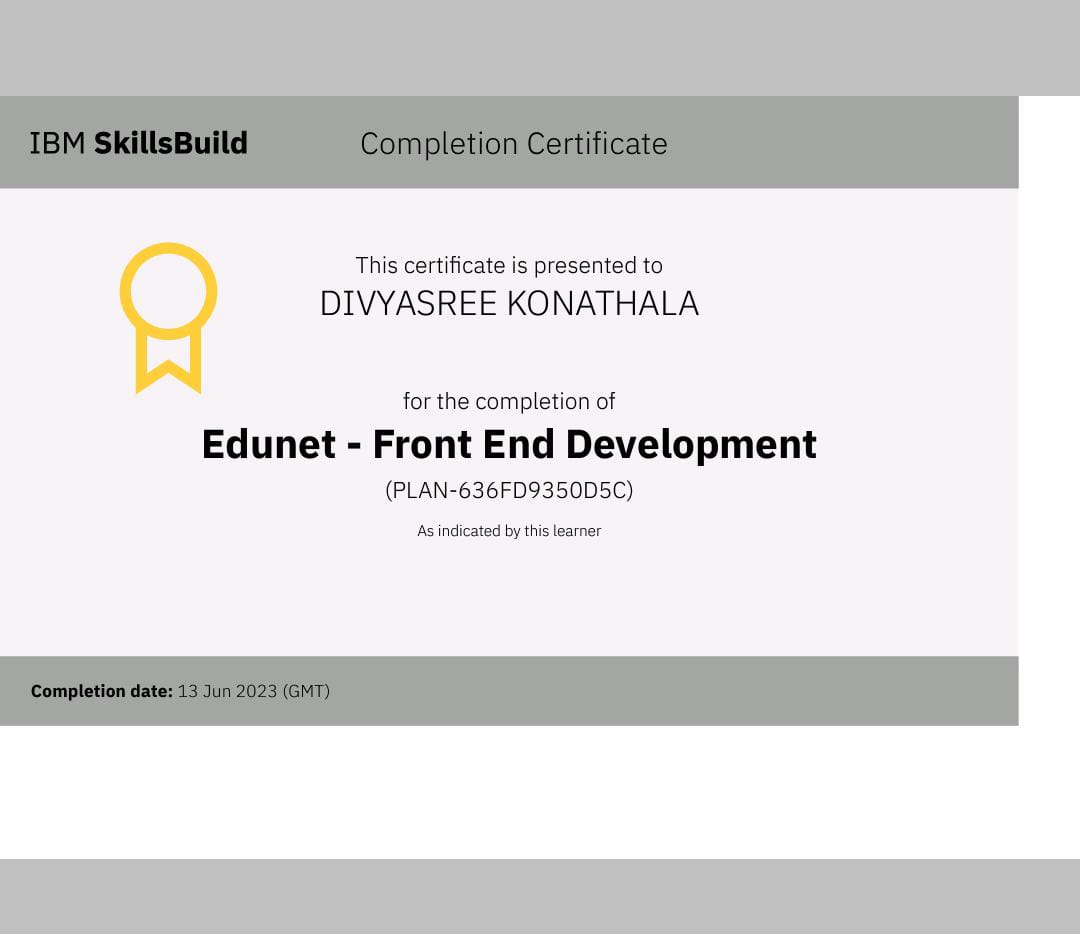 IBM SkillsBuild
Completion Certificate
This certificate is presented to
DIVYASREE KONATHALA
for the completion of
Edunet - Front End Development
(PLAN-636FD9350D5C)
As indicated by this learner
Completion date: 13 Jun 2023 (GMT)